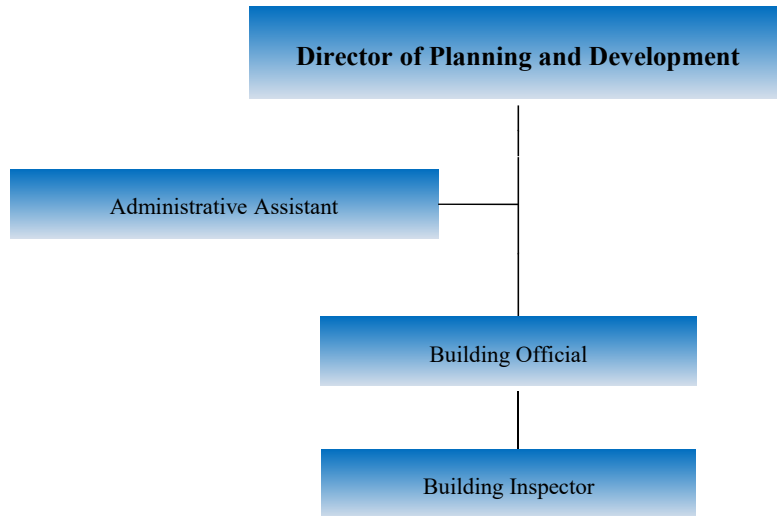 Director of Planning and Development
Administrative Assistant
Building Official
Building Inspector